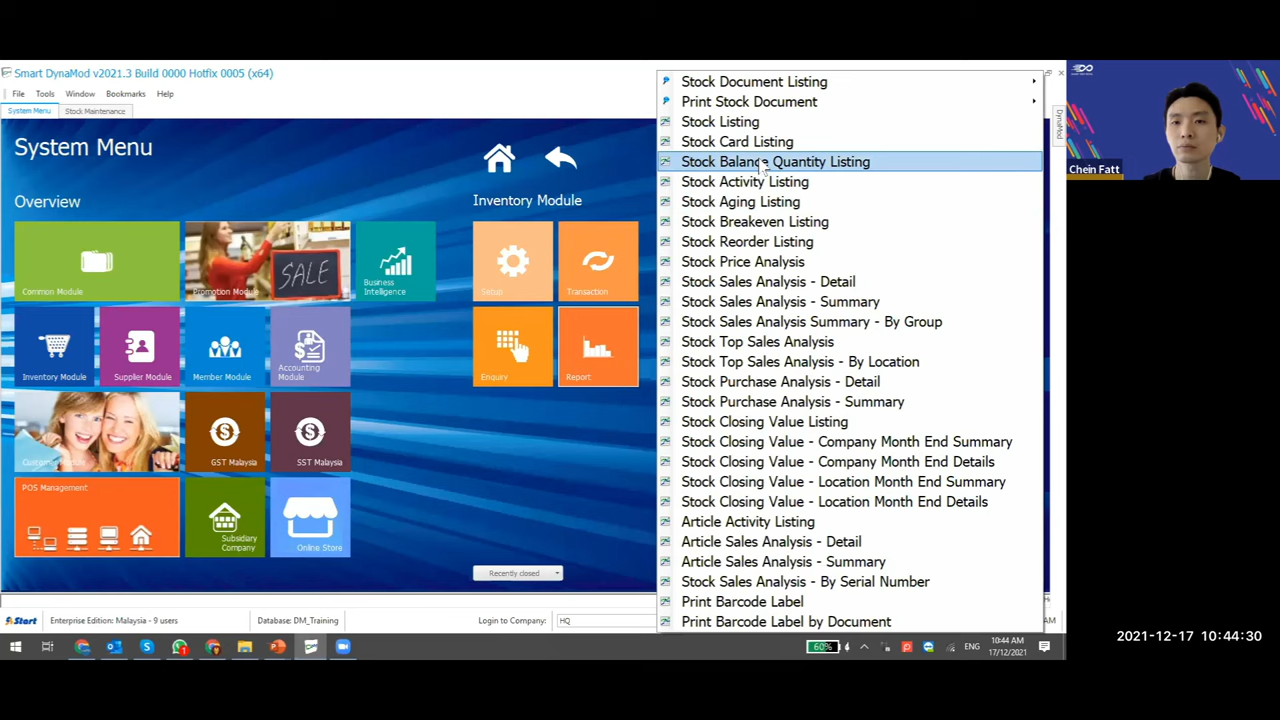 Smart DynaMod v2021.3 Build 0000 Hotfix 0005 (x64)
File Tools Window Bookmarks Help
System Menu Stock Maintenance
System Menu
Overview
Common Module
Promotion Module
SALE
Business Intelligence
Inventory Module
Supplier Module
Member Module
Accounting Module
GST Malaysia
SST Malaysia
POS Management
Subsidiary Company
Online Store
Inventory Module
Setup
Transaction
Enquiry
Report
Recently closed
Stock Document Listing
Print Stock Document
Stock Listing
Stock Card Listing
Stock Balance Quantity Listing
Stock Activity Listing
Stock Aging Listing
Stock Breakeven Listing
Stock Reorder Listing
Stock Price Analysis
Stock Sales Analysis - Detail
Stock Sales Analysis - Summary
Stock Sales Analysis Summary - By Group
Stock Top Sales Analysis
Stock Top Sales Analysis - By Location
Stock Purchase Analysis - Detail
Stock Purchase Analysis - Summary
Stock Closing Value Listing
Stock Closing Value - Company Month End Summary
Stock Closing Value - Company Month End Details
Stock Closing Value - Location Month End Summary
Stock Closing Value - Location Month End Details
Article Activity Listing
Article Sales Analysis - Detail
Article Sales Analysis - Summary
Stock Sales Analysis - By Serial Number
Print Barcode Label
Print Barcode Label by Document
DynaMod
Chein Fatt
Start Enterprise Edition: Malaysia - 9 users Database: DM_Training Login to Company: HQ AM
60% ENG 10:44 AM
17/12/2021
2021-12-17 10:44:30